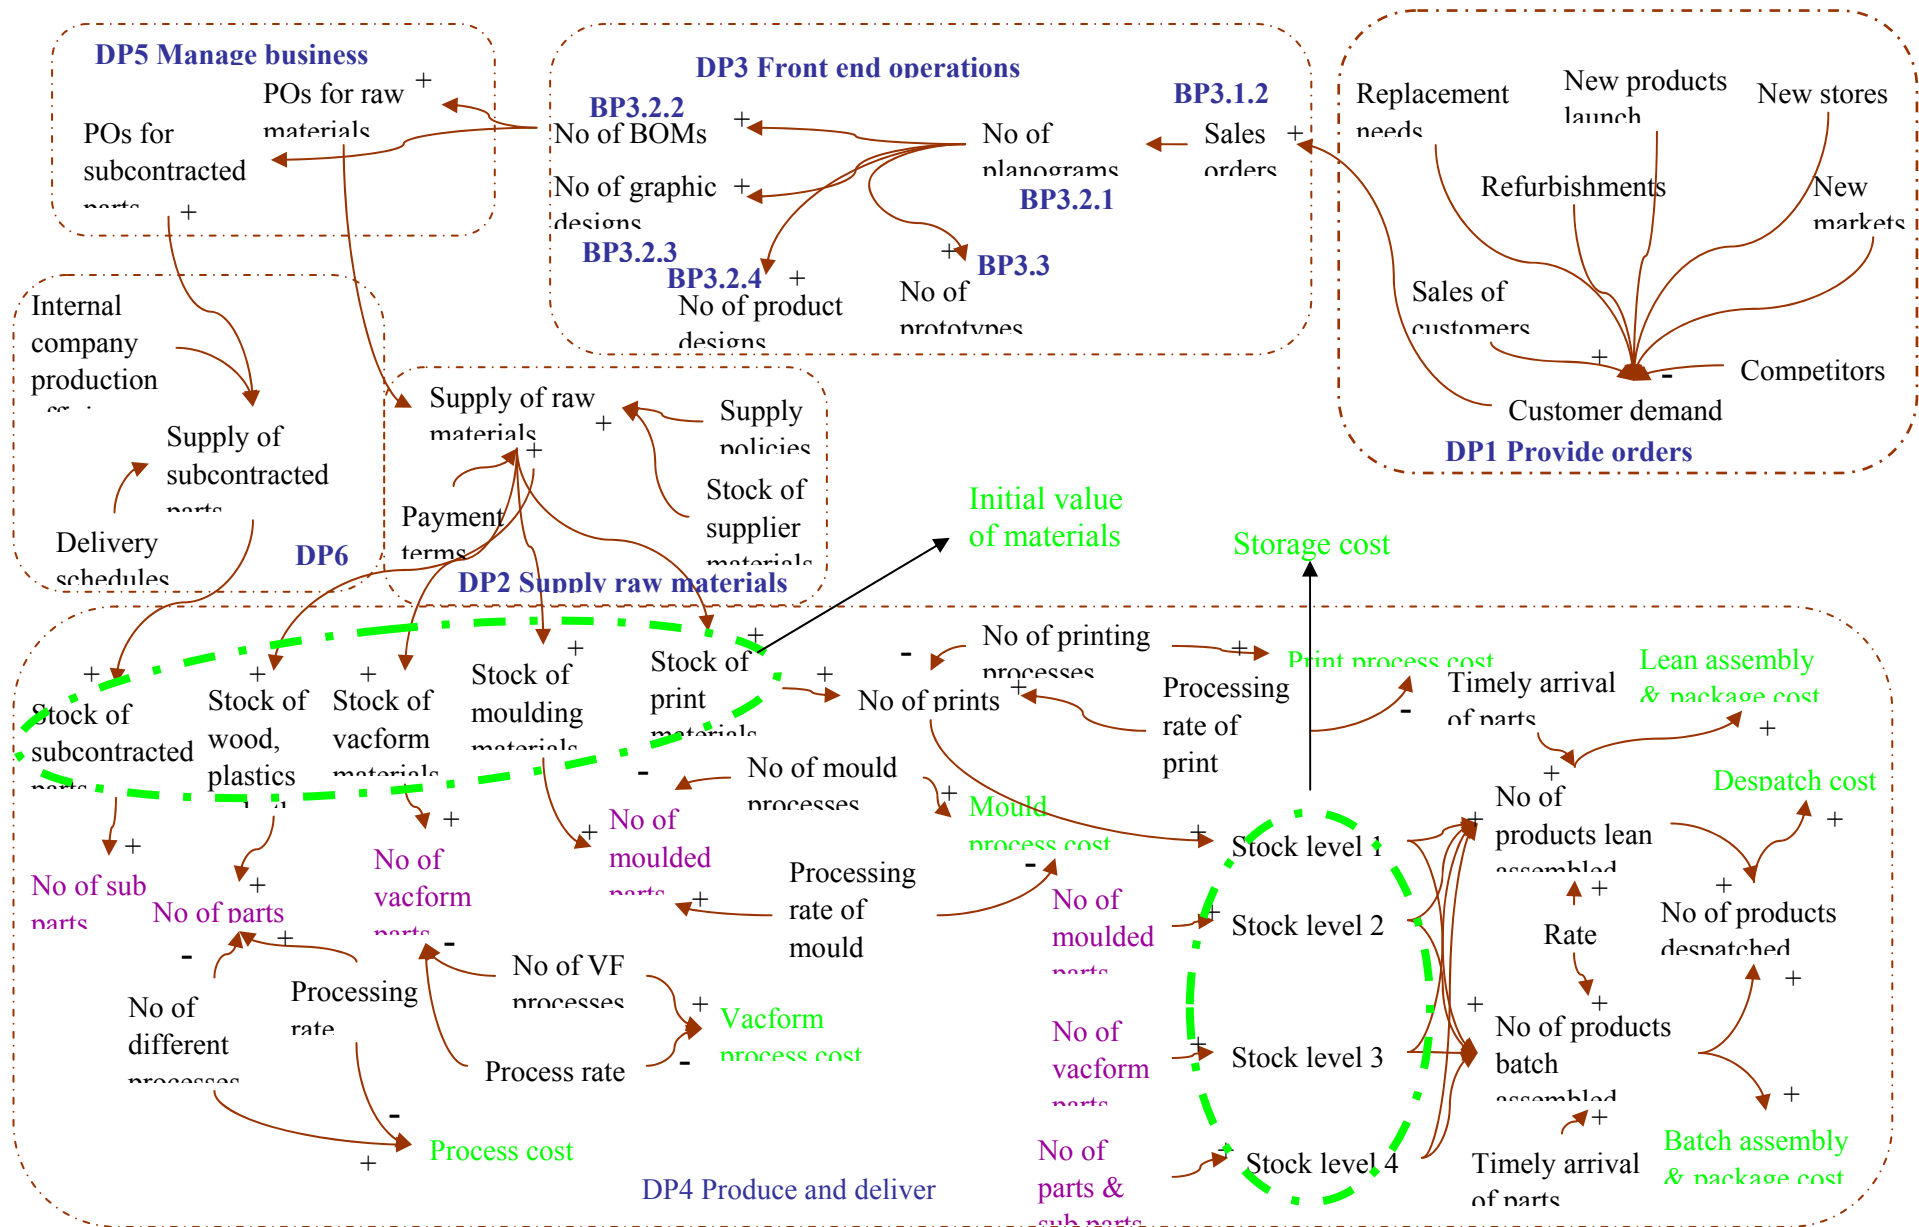 DP5 Manage business
POs for raw
materials
+
POs for
subcontracted
parts
+
DP3 Front end operations
BP3.1.2
BP3.2.2
No of BOMs
+
No of
planograms
BP3.2.1
Sales
orders
+
No of graphic
designs
+
BP3.2.3
BP3.2.4
+
No of product
designs
+
BP3.3
No of
prototypes
Replacement
needs
New products
launch
New stores
Refurbishments
New
markets
Sales of
customers
+
-
Competitors
Customer demand
DP1 Provide orders
Internal
company
production
Supply of
subcontracted
parts
Delivery
schedules
DP6
Supply of raw
materials
+
+
Supply
policies
Payment
terms
Stock of
supplier
materials
DP2 Supply raw materials
Initial value
of materials
Storage cost
+
Stock of
subcontracted
parts
+
Stock of
wood,
plastics
+
Stock of
vacform
materials
+
Stock of
moulding
materials
+
Stock of
print
materials
+
-
No of printing
processes
+
Print process cost
No of prints
+
Processing
rate of
print
-
Timely arrival
of parts
Lean assembly
& package cost
+
-
No of mould
processes
+
Mould
process cost
Despatch cost
+
+
No of sub
parts
+
No of parts
+
+
No of
vacform
parts
+
No of
moulded
parts
+
Processing
rate of
mould
-
+
Stock level 1
+
+
No of
products lean
assembled
+
-
No of
different
processes
Processing
rate
-
No of VF
processes
+
Vacform
process cost
Process rate
-
No of
moulded
parts
+
Stock level 2
+
Rate
+
No of products
despatched
+
No of
vacform
parts
+
Stock level 3
+
No of products
batch
assembled
+
+
-
Process cost
+
DP4 Produce and deliver
No of
parts &
sub parts
+
Stock level 4
Timely arrival
of parts
Batch assembly
& package cost